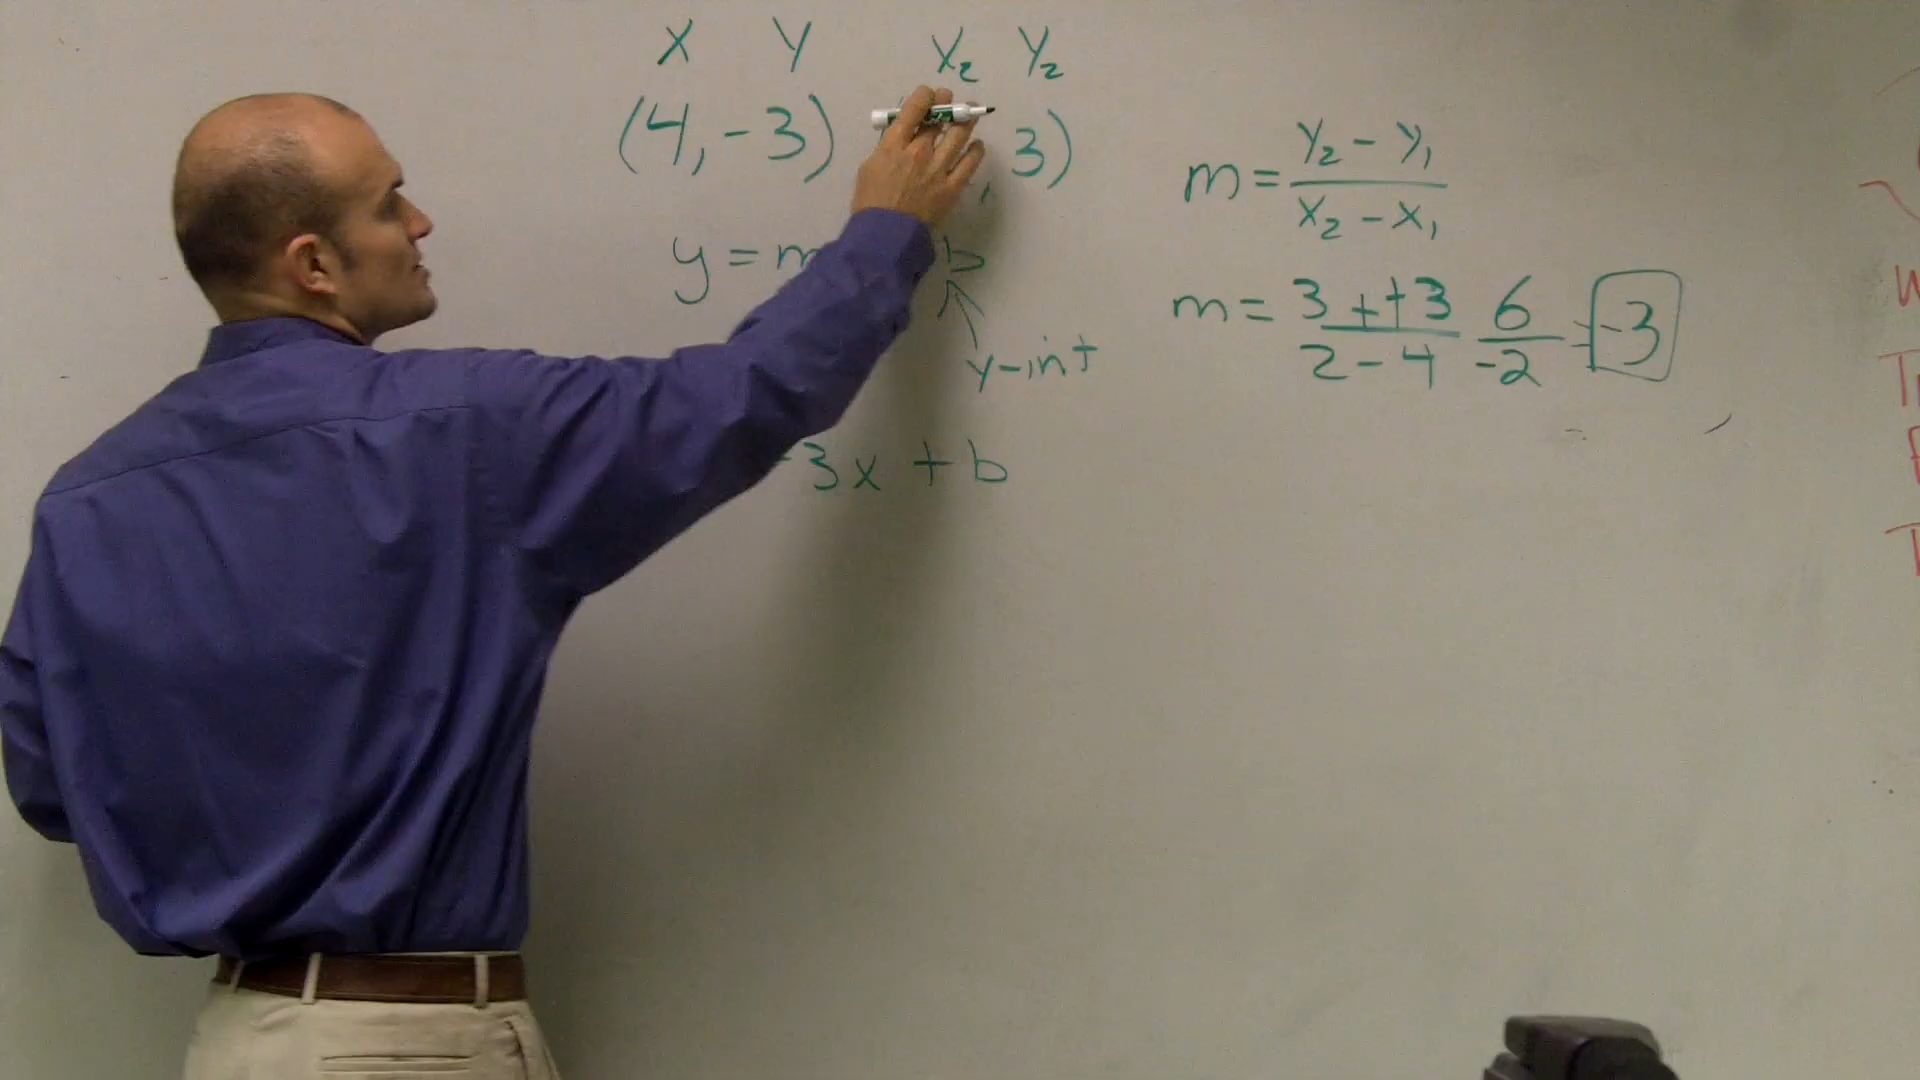 X Y X₂ Y₂
(4, -3) , 3)
y = m b
y-int
-3x + b
m = Y₂ - Y₁
X₂ - X₁
m = 3 + +3 6 = -3
2 - 4 -2